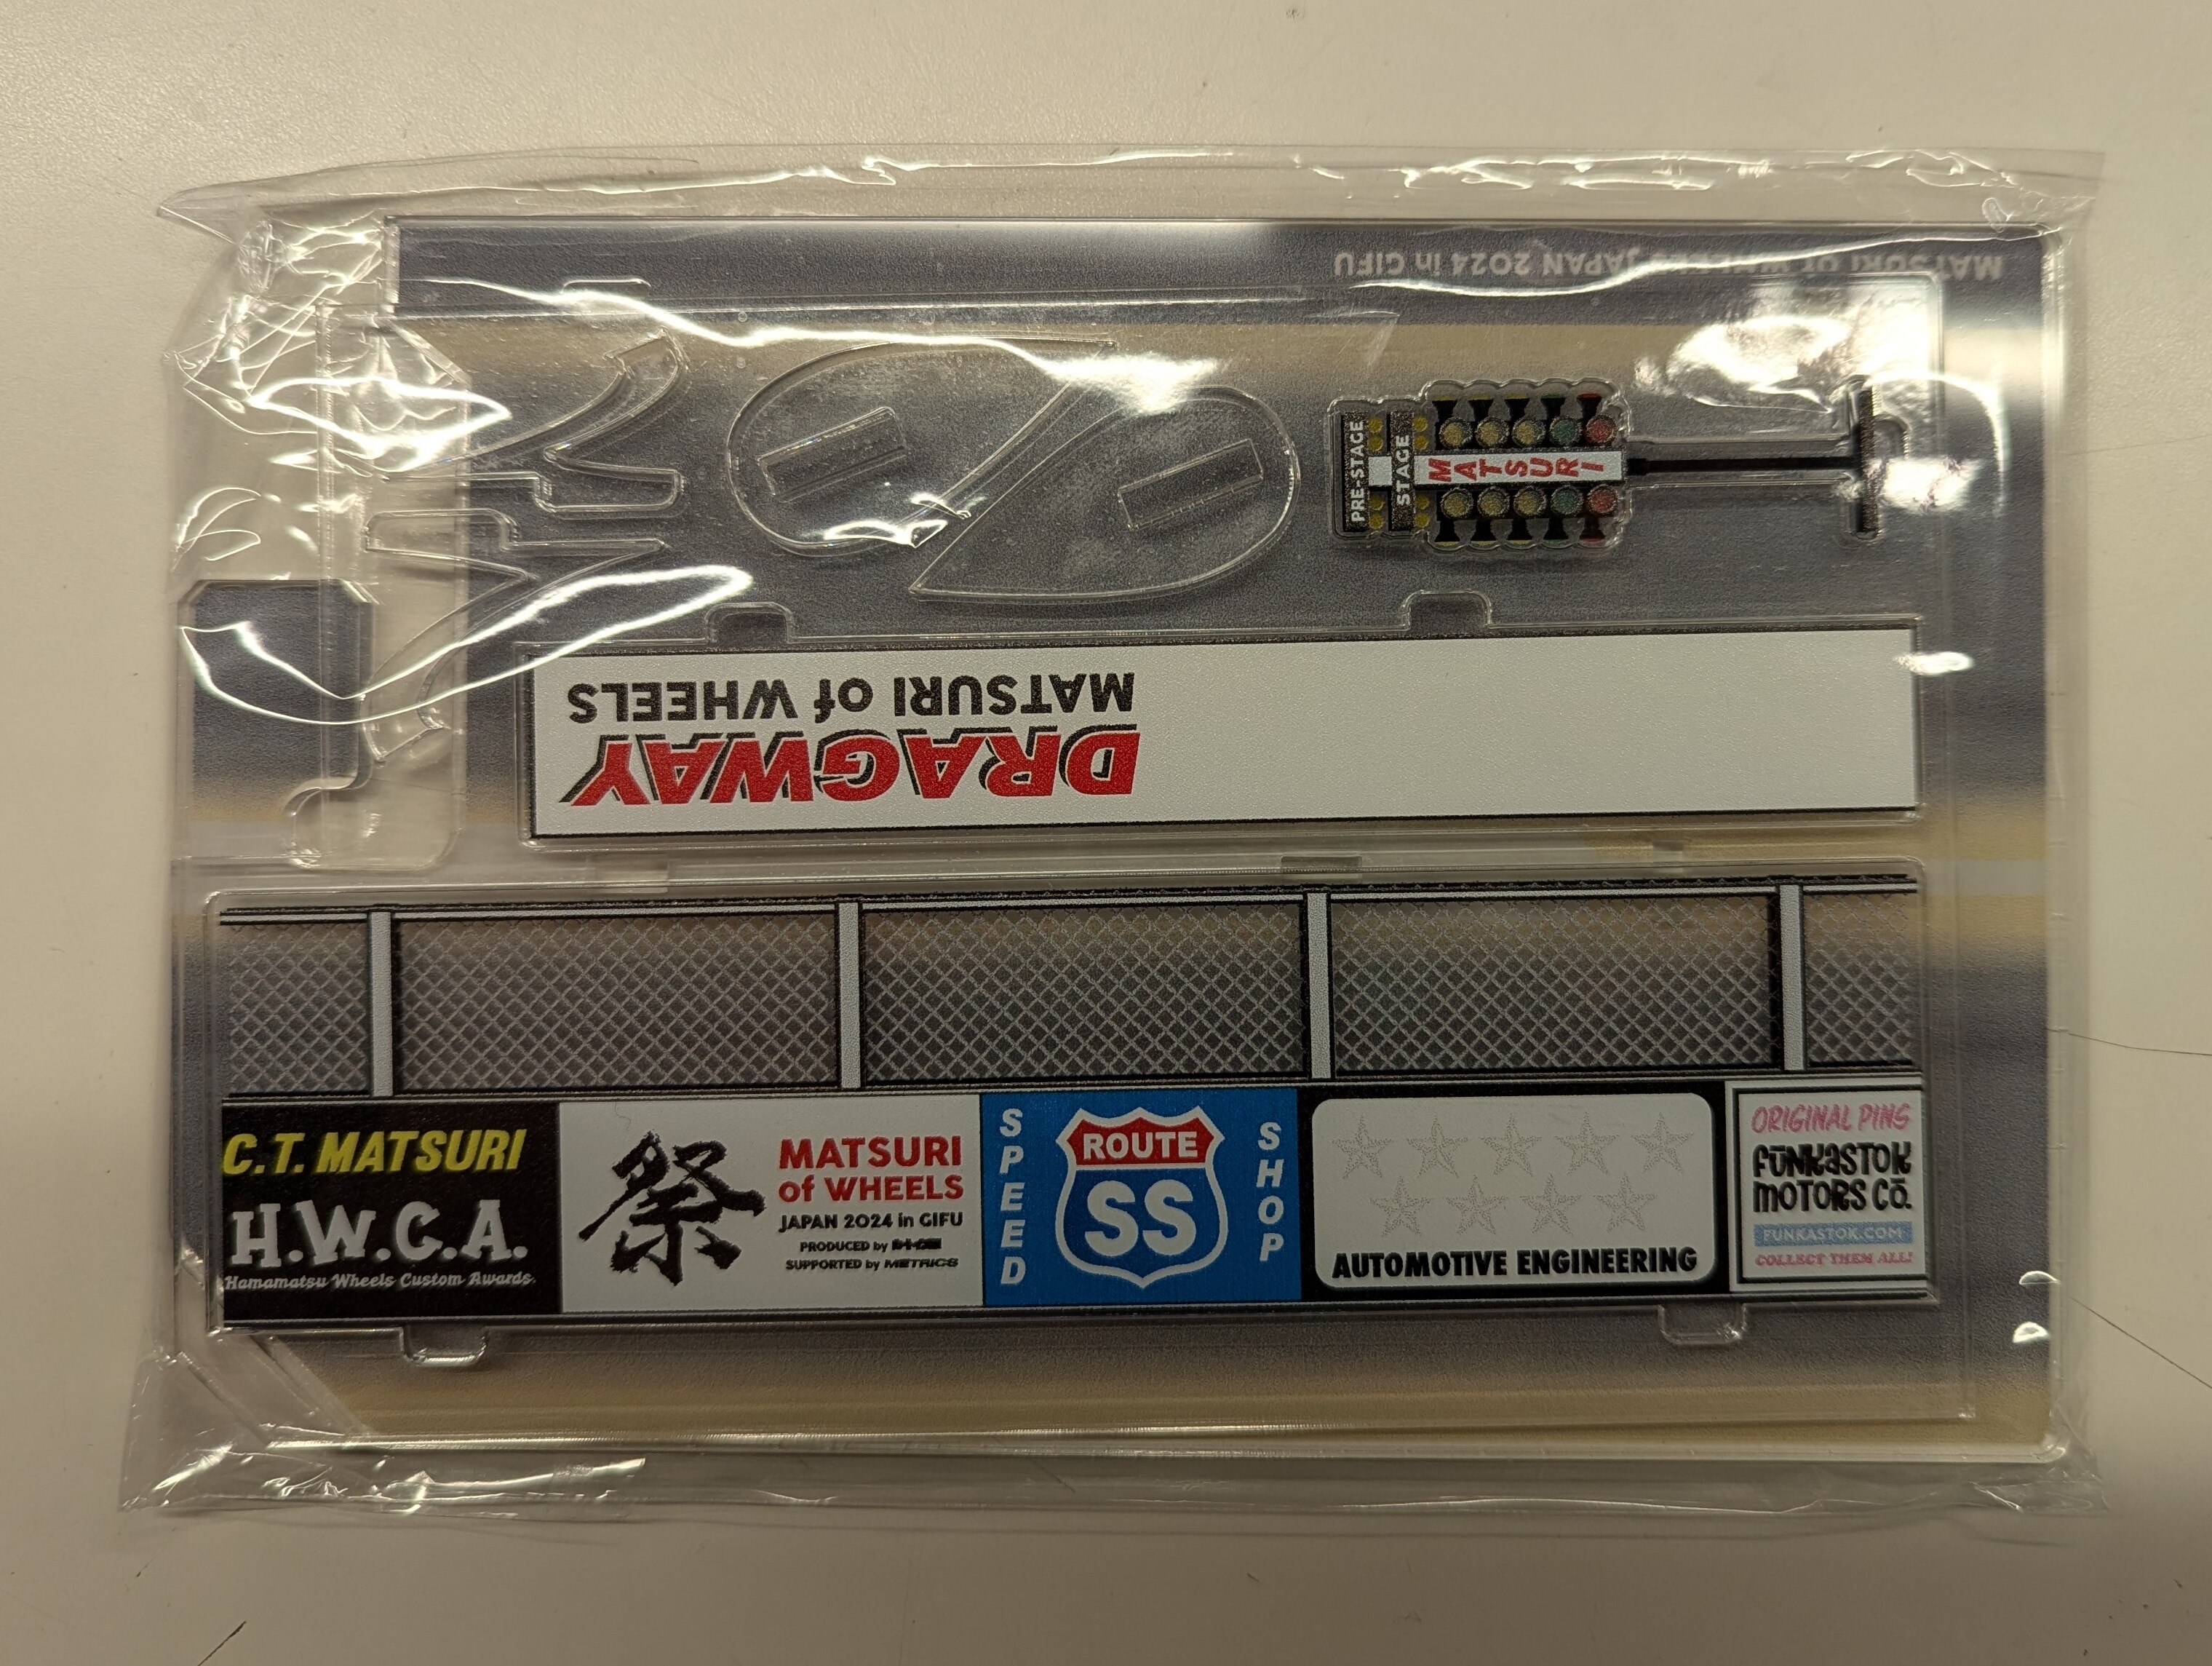 MATSURI of WHEELS JAPAN 2024 in GIFU
PRE-STAGE
STAGE
MATSURI
DRAGWAY
MATSURI of WHEELS
C.T. MATSURI
H.W.C.A.
Hamamatsu Wheels Custom Awards.
祭
MATSURI
of WHEELS
JAPAN 2024 in GIFU
PRODUCED by
SUPPORTED by METRICS
SPEED
ROUTE
SS
SHOP
AUTOMOTIVE ENGINEERING
ORIGINAL PINS
FUNKASTOK
MOTORS CO.
FUNKASTOK.COM
COLLECT THEM ALL!